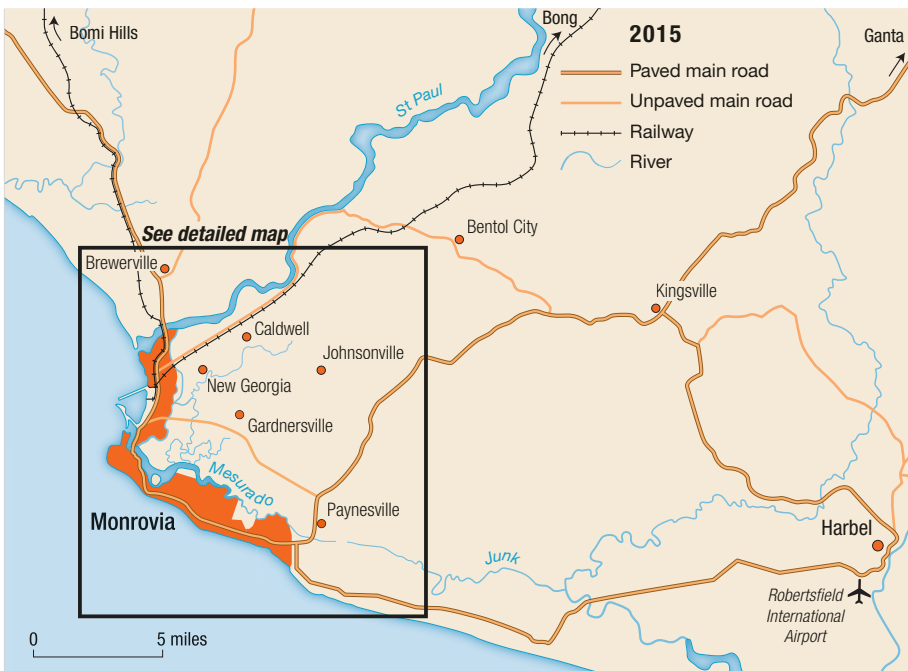 Bomi Hills
Bong
2015
Ganta
Paved main road
Unpaved main road
Railway
River
St Paul
See detailed map
Bentol City
Brewerville
Kingsville
Caldwell
Johnsonville
New Georgia
Gardnersville
Mesurado
Monrovia
Paynesville
Harbel
Junk
Robertsfield
International
Airport
0 5 miles